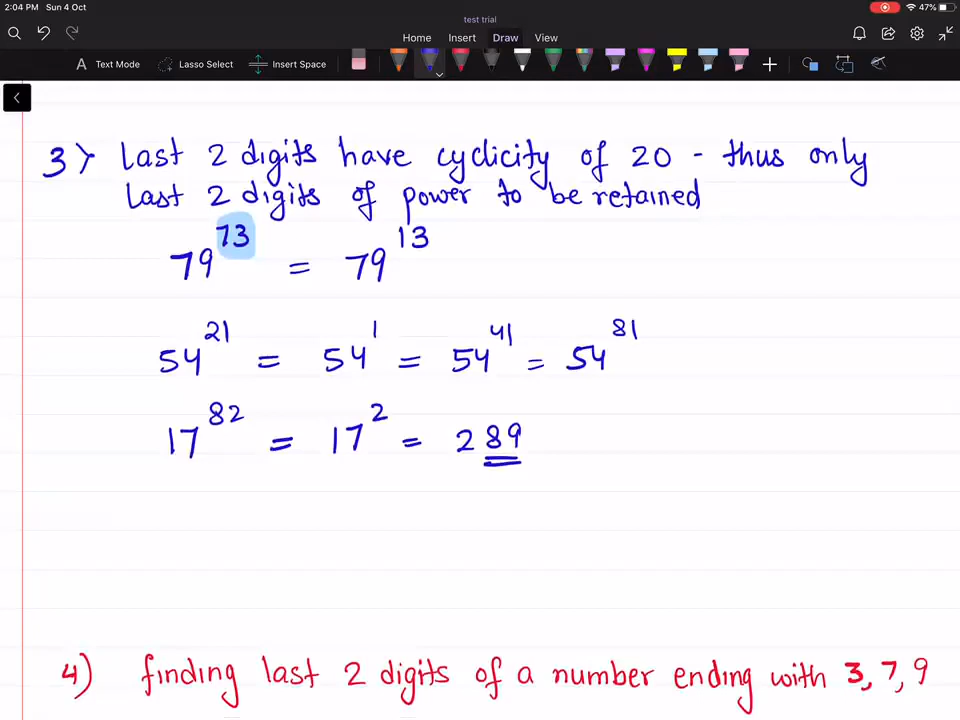 2:04 PM Sun 4 Oct 47%
test trial
Home Insert Draw View
Text Mode Lasso Select Insert Space
3) Last 2 digits have cyclicity of 20 - thus only
Last 2 digits of power to be retained
79^73 = 79^13
54^21 = 54^1 = 54^41 = 54^81
17^82 = 17^2 = 289
4) finding last 2 digits of a number ending with 3, 7, 9